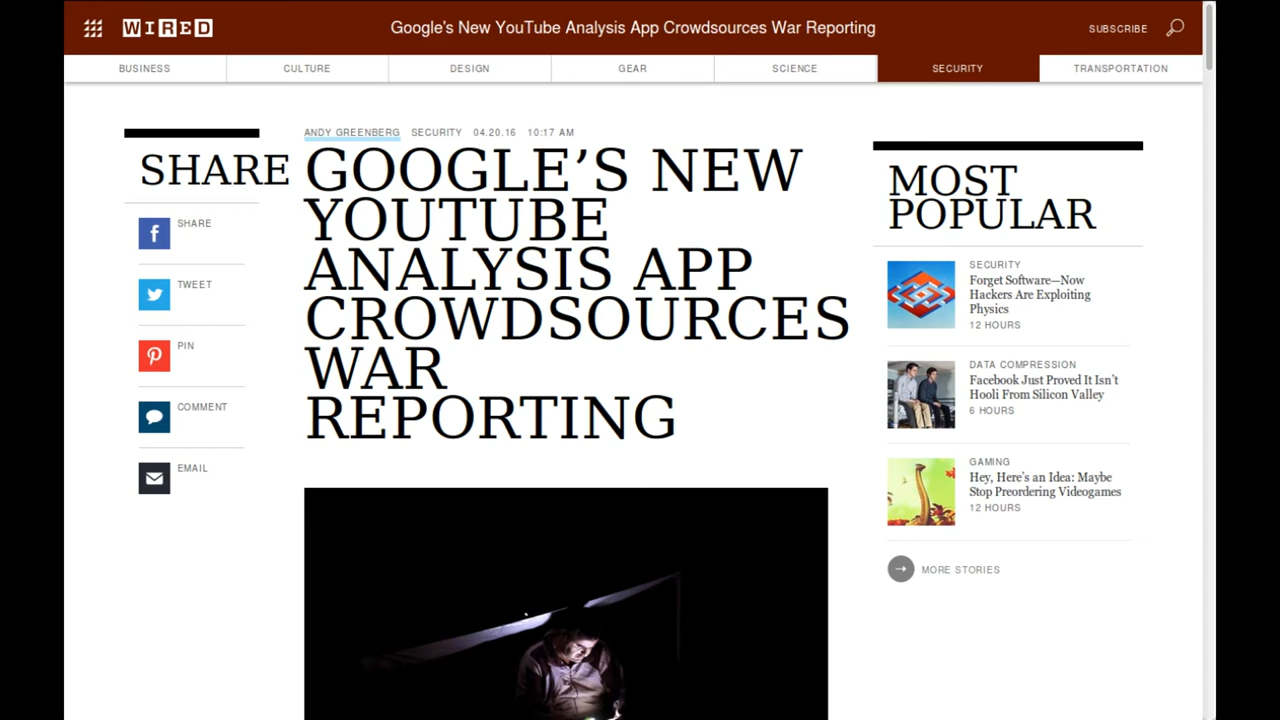 WIRED
Google's New YouTube Analysis App Crowdsources War Reporting
SUBSCRIBE
BUSINESS
CULTURE
DESIGN
GEAR
SCIENCE
SECURITY
TRANSPORTATION
SHARE
SHARE
TWEET
PIN
COMMENT
EMAIL
ANDY GREENBERG SECURITY 04.20.16 10:17 AM
GOOGLE’S NEW
YOUTUBE
ANALYSIS APP
CROWDSOURCES
WAR
REPORTING
MOST
POPULAR
SECURITY
Forget Software—Now
Hackers Are Exploiting
Physics
12 HOURS
DATA COMPRESSION
Facebook Just Proved It Isn’t
Hooli From Silicon Valley
6 HOURS
GAMING
Hey, Here’s an Idea: Maybe
Stop Preordering Videogames
12 HOURS
MORE STORIES